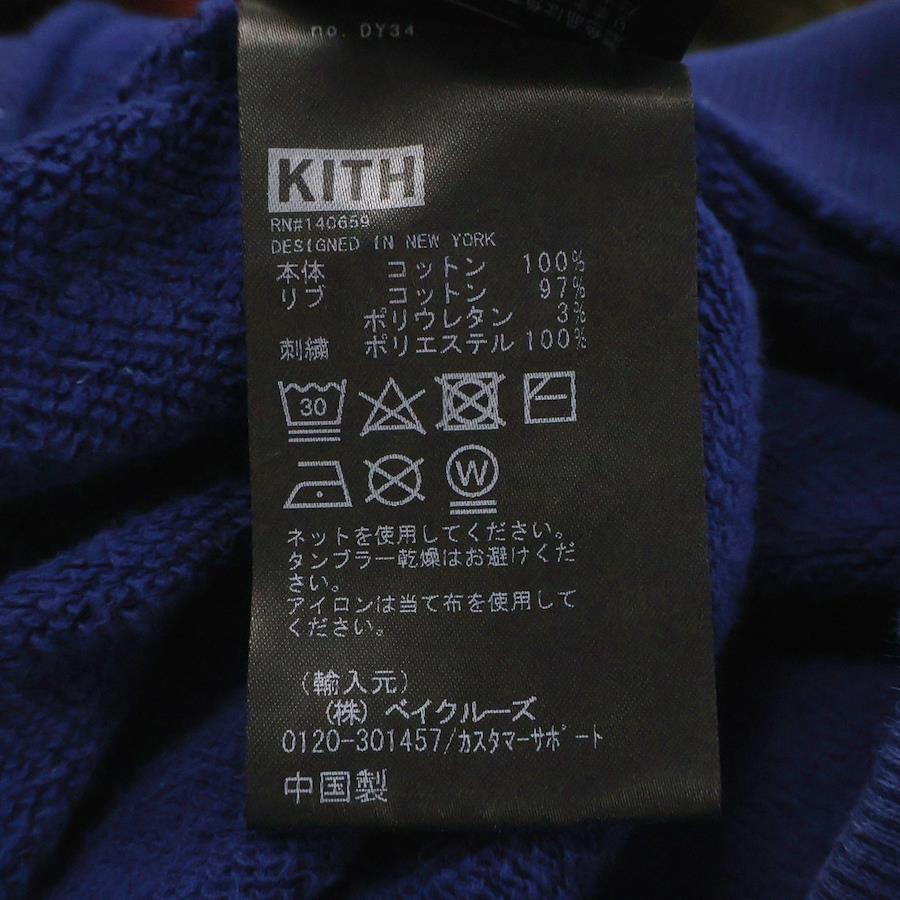 no. DY34
KITH
RN#140659
DESIGNED IN NEW YORK
本体 コットン 100%
リブ コットン 97%
ポリウレタン 3%
刺繍 ポリエステル 100%
30
W
ネットを使用してください。
タンブラー乾燥はお避けくだ
さい。
アイロンは当て布を使用して
ください。
(輸入元)
(株) ベイクルーズ
0120-301457/カスタマーサポート
中国製